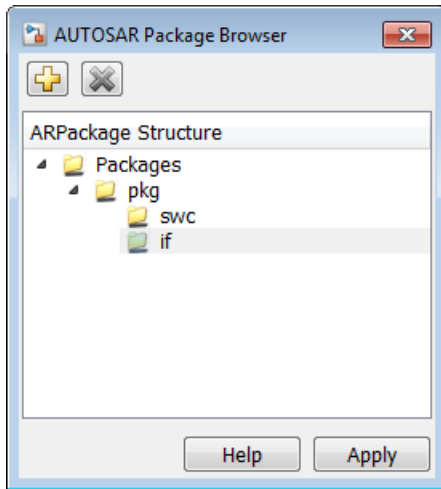 AUTOSAR Package Browser
ARPackage Structure
Packages
pkg
swc
if
Help Apply